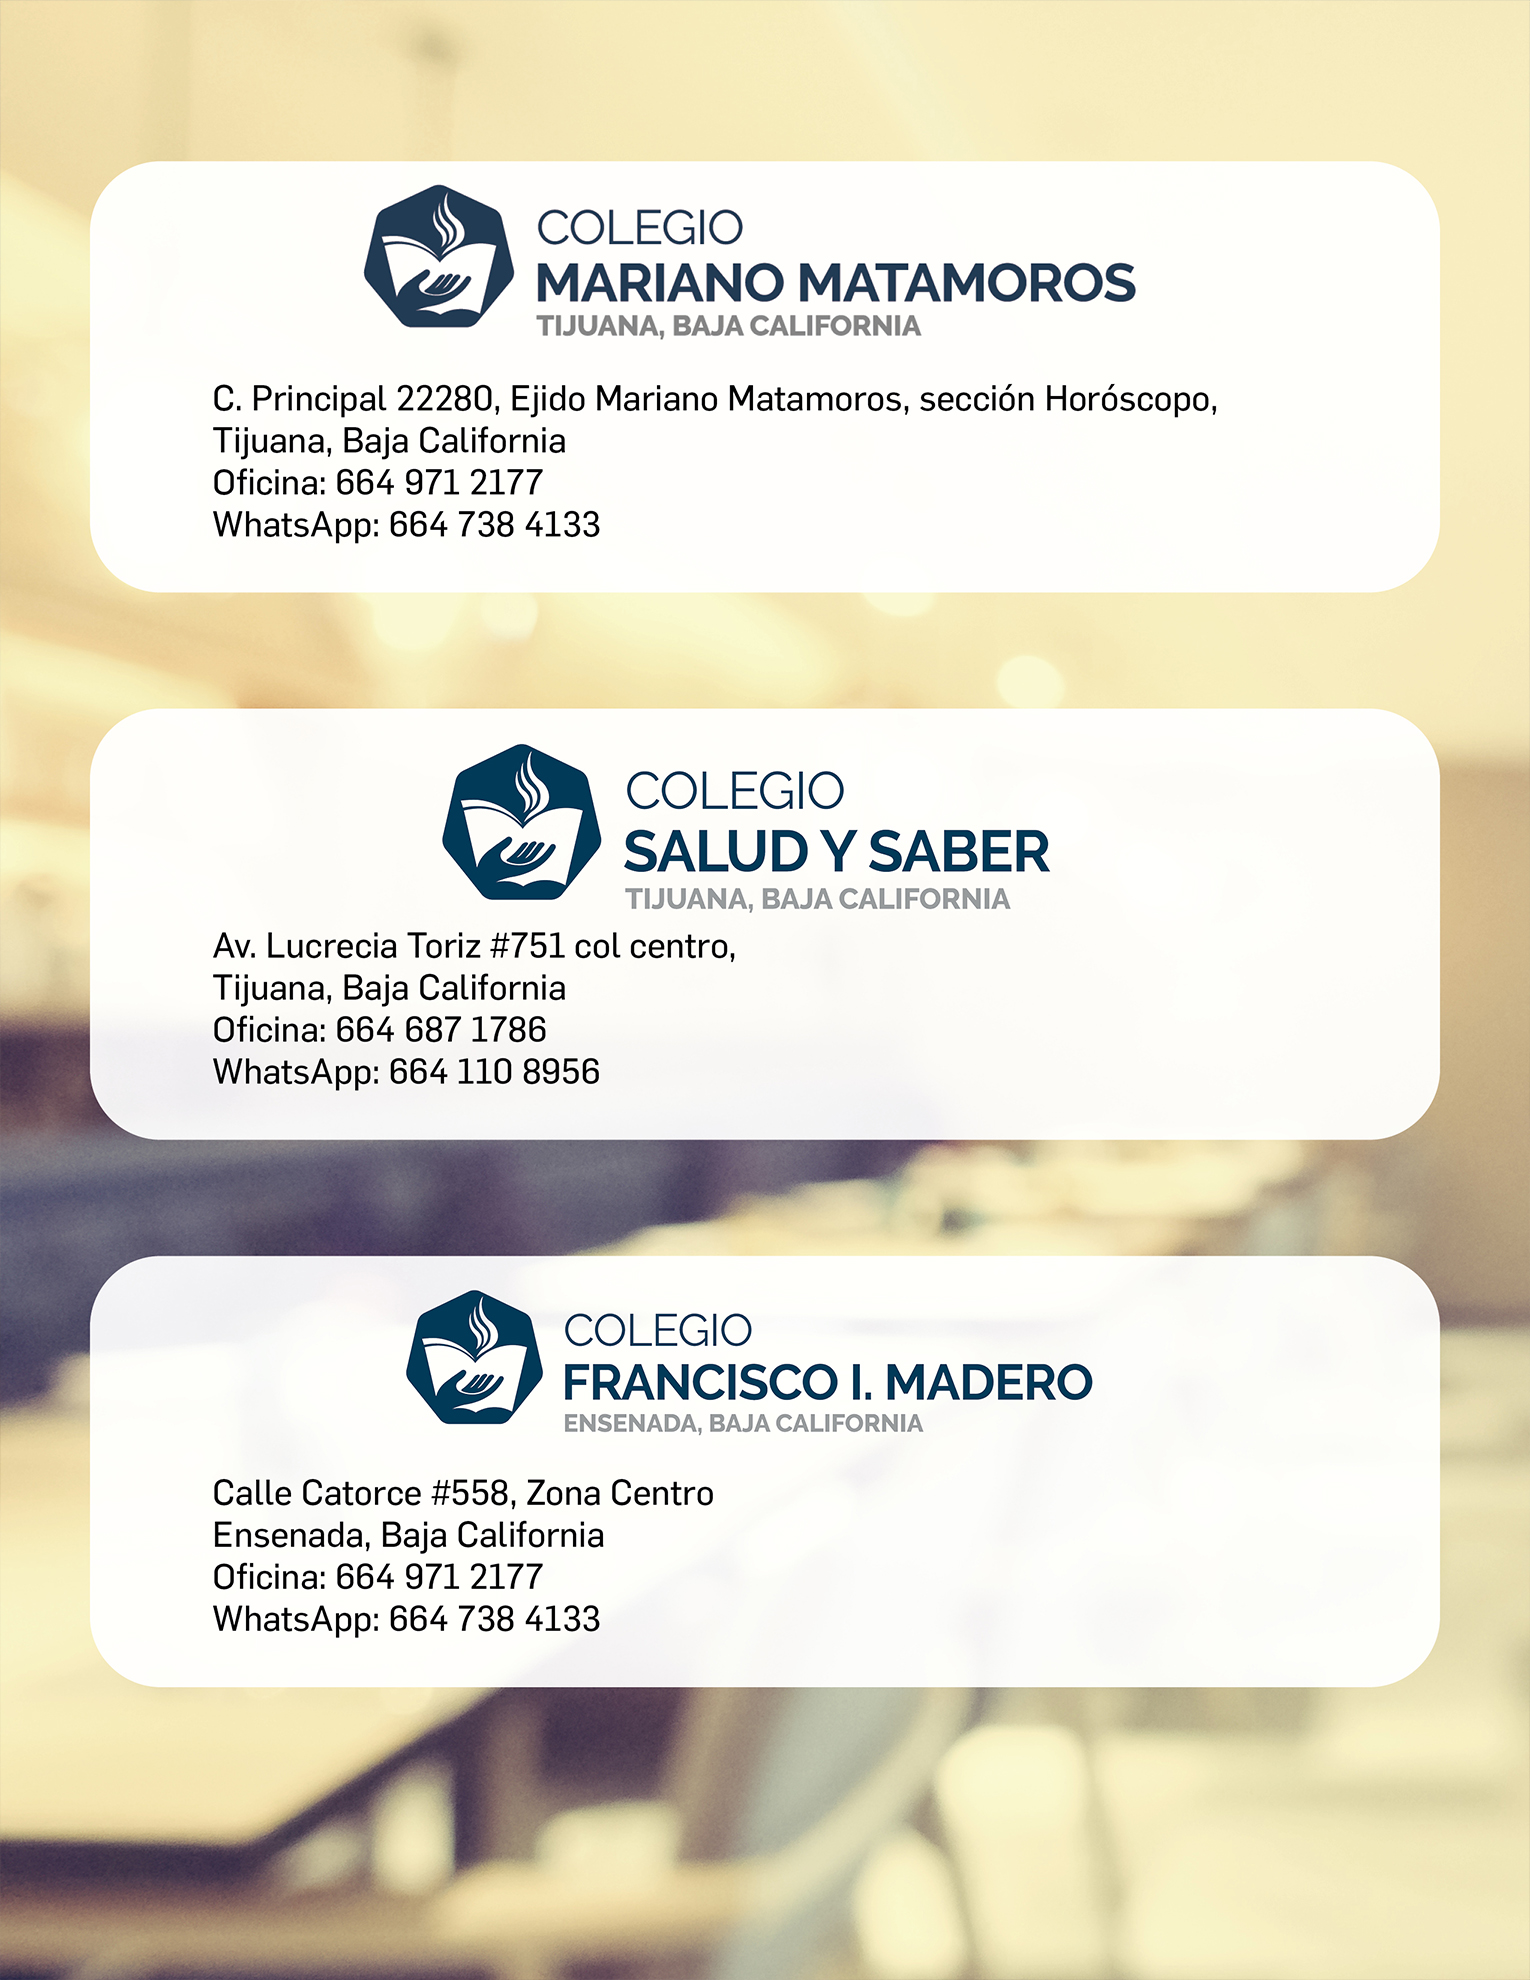 COLEGIO
MARIANO MATAMOROS
TIJUANA, BAJA CALIFORNIA
C. Principal 22280, Ejido Mariano Matamoros, sección Horóscopo,
Tijuana, Baja California
Oficina: 664 971 2177
WhatsApp: 664 738 4133
COLEGIO
SALUD Y SABER
TIJUANA, BAJA CALIFORNIA
Av. Lucrecia Toriz #751 col centro,
Tijuana, Baja California
Oficina: 664 687 1786
WhatsApp: 664 110 8956
COLEGIO
FRANCISCO I. MADERO
ENSENADA, BAJA CALIFORNIA
Calle Catorce #558, Zona Centro
Ensenada, Baja California
Oficina: 664 971 2177
WhatsApp: 664 738 4133